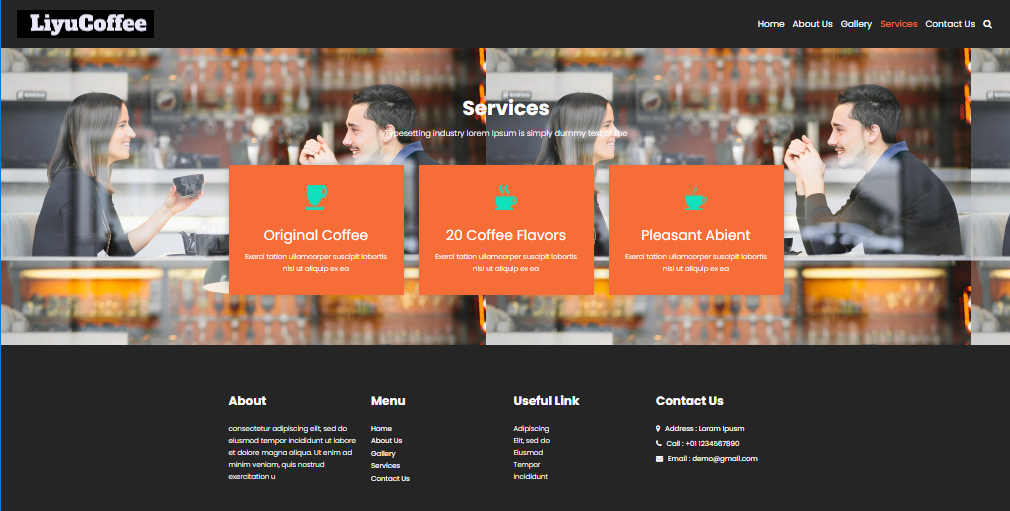 LiyuCoffee
Home About Us Gallery Services Contact Us
Services
Typesetting industry lorem Ipsum is simply dummy text of the
Original Coffee
Exerci tation ullamcorper suscipit lobortis
nisl ut aliquip ex ea
20 Coffee Flavors
Exerci tation ullamcorper suscipit lobortis
nisl ut aliquip ex ea
Pleasant Abient
Exerci tation ullamcorper suscipit lobortis
nisl ut aliquip ex ea
About
consectetur adipiscing elit, sed do
eiusmod tempor incididunt ut labore
et dolore magna aliqua. Ut enim ad
minim veniam, quis nostrud
exercitation u
Menu
Home
About Us
Gallery
Services
Contact Us
Useful Link
Adipiscing
Elit, sed do
Eiusmod
Tempor
incididunt
Contact Us
Address : Loram Ipusm
Call : +01 1234567890
Email : demo@gmail.com